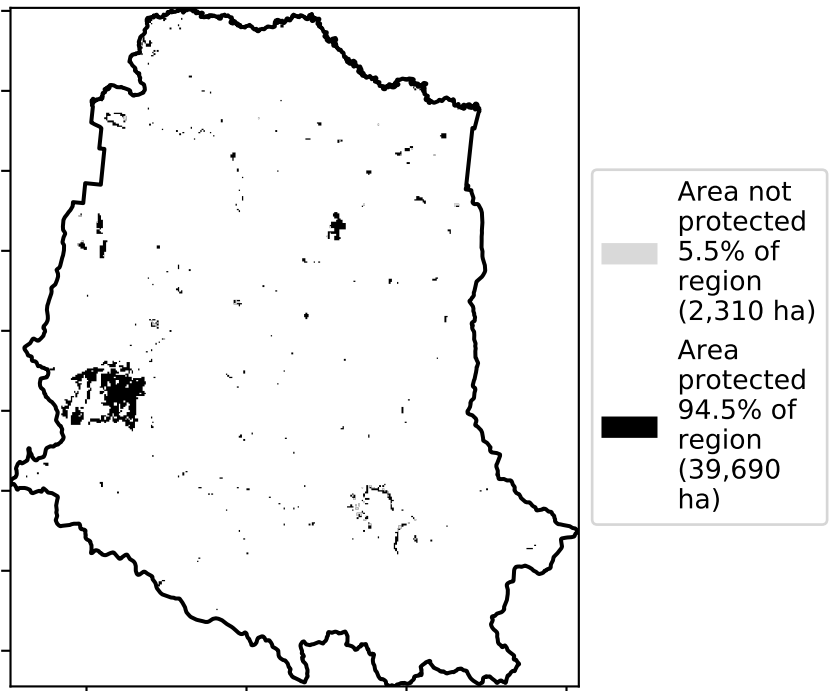 Area not
protected
5.5% of
region
(2,310 ha)
Area
protected
94.5% of
region
(39,690
ha)